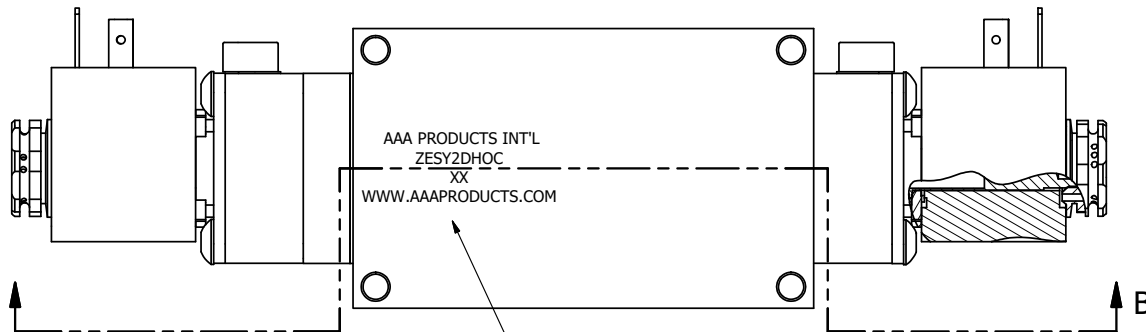 AAA PRODUCTS INT'L
ZESY2DHOC
XX
WWW.AAAPRODUCTS.COM
B